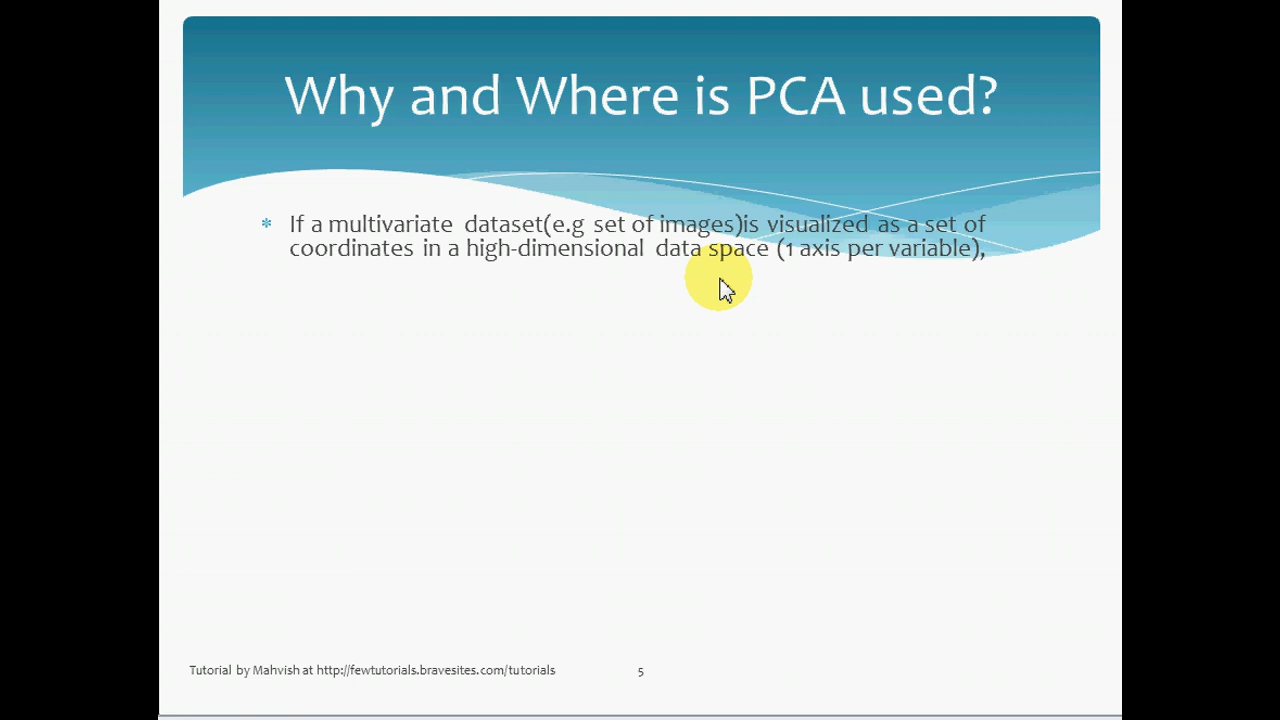 Why and Where is PCA used?
* If a multivariate dataset(e.g set of images)is visualized as a set of
coordinates in a high-dimensional data space (1 axis per variable),
Tutorial by Mahvish at http://fewtutorials.bravesites.com/tutorials 5